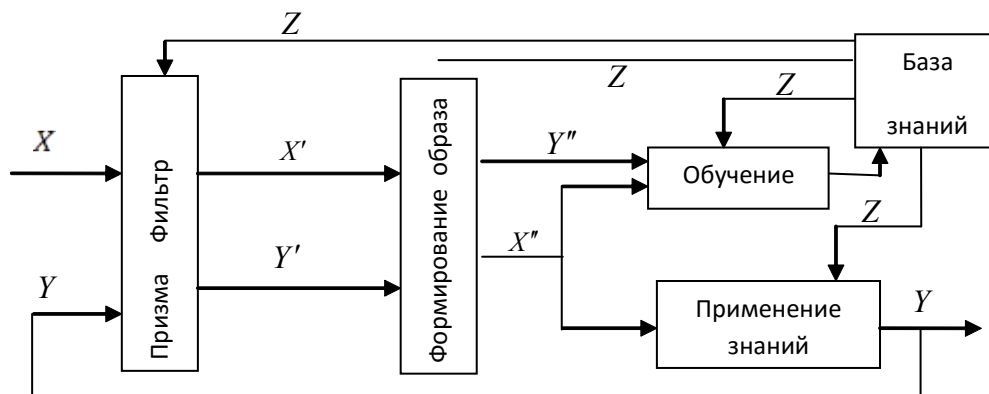 Z
База
знаний
Z
Z
X
X'
Y"
Обучение
Призма Фильтр
Формирование образа
X"
Z
Y
Y'
Применение
знаний
Y